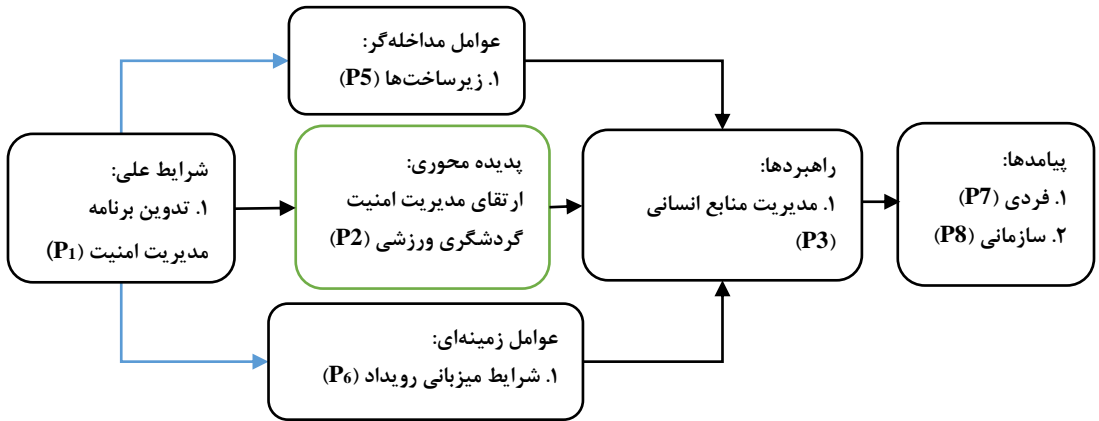 عوامل مداخله‌گر:
۱. زیرساخت‌ها (P5)
شرایط علی:
۱. تدوین برنامه
مدیریت امنیت (P1)
پدیده محوری:
ارتقای مدیریت امنیت
گردشگری ورزشی (P2)
راهبردها:
۱. مدیریت منابع انسانی
(P3)
پیامدها:
۱. فردی (P7)
۲. سازمانی (P8)
عوامل زمینه‌ای:
۱. شرایط میزبانی رویداد (P6)